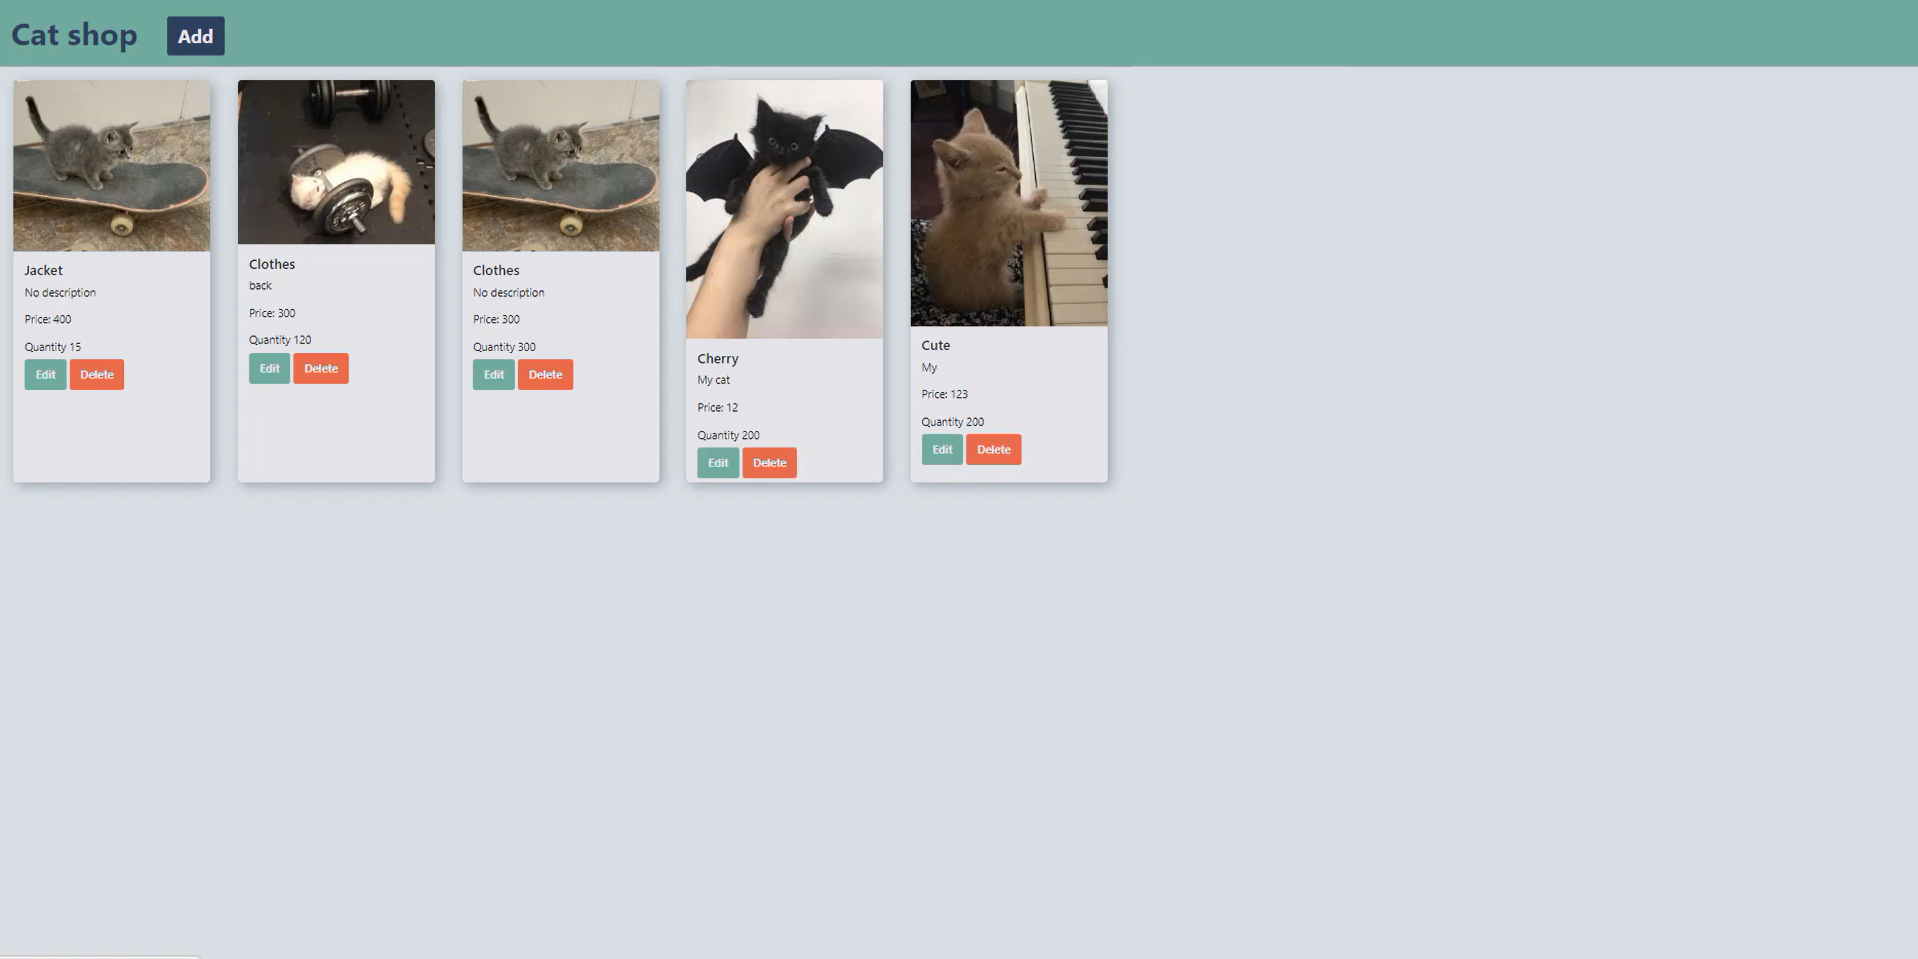 Cat shop
Add
Jacket
No description
Price: 400
Quantity 15
Edit
Delete
Clothes
back
Price: 300
Quantity 120
Edit
Delete
Clothes
No description
Price: 300
Quantity 300
Edit
Delete
Cherry
My cat
Price: 12
Quantity 200
Edit
Delete
Cute
My
Price: 123
Quantity 200
Edit
Delete